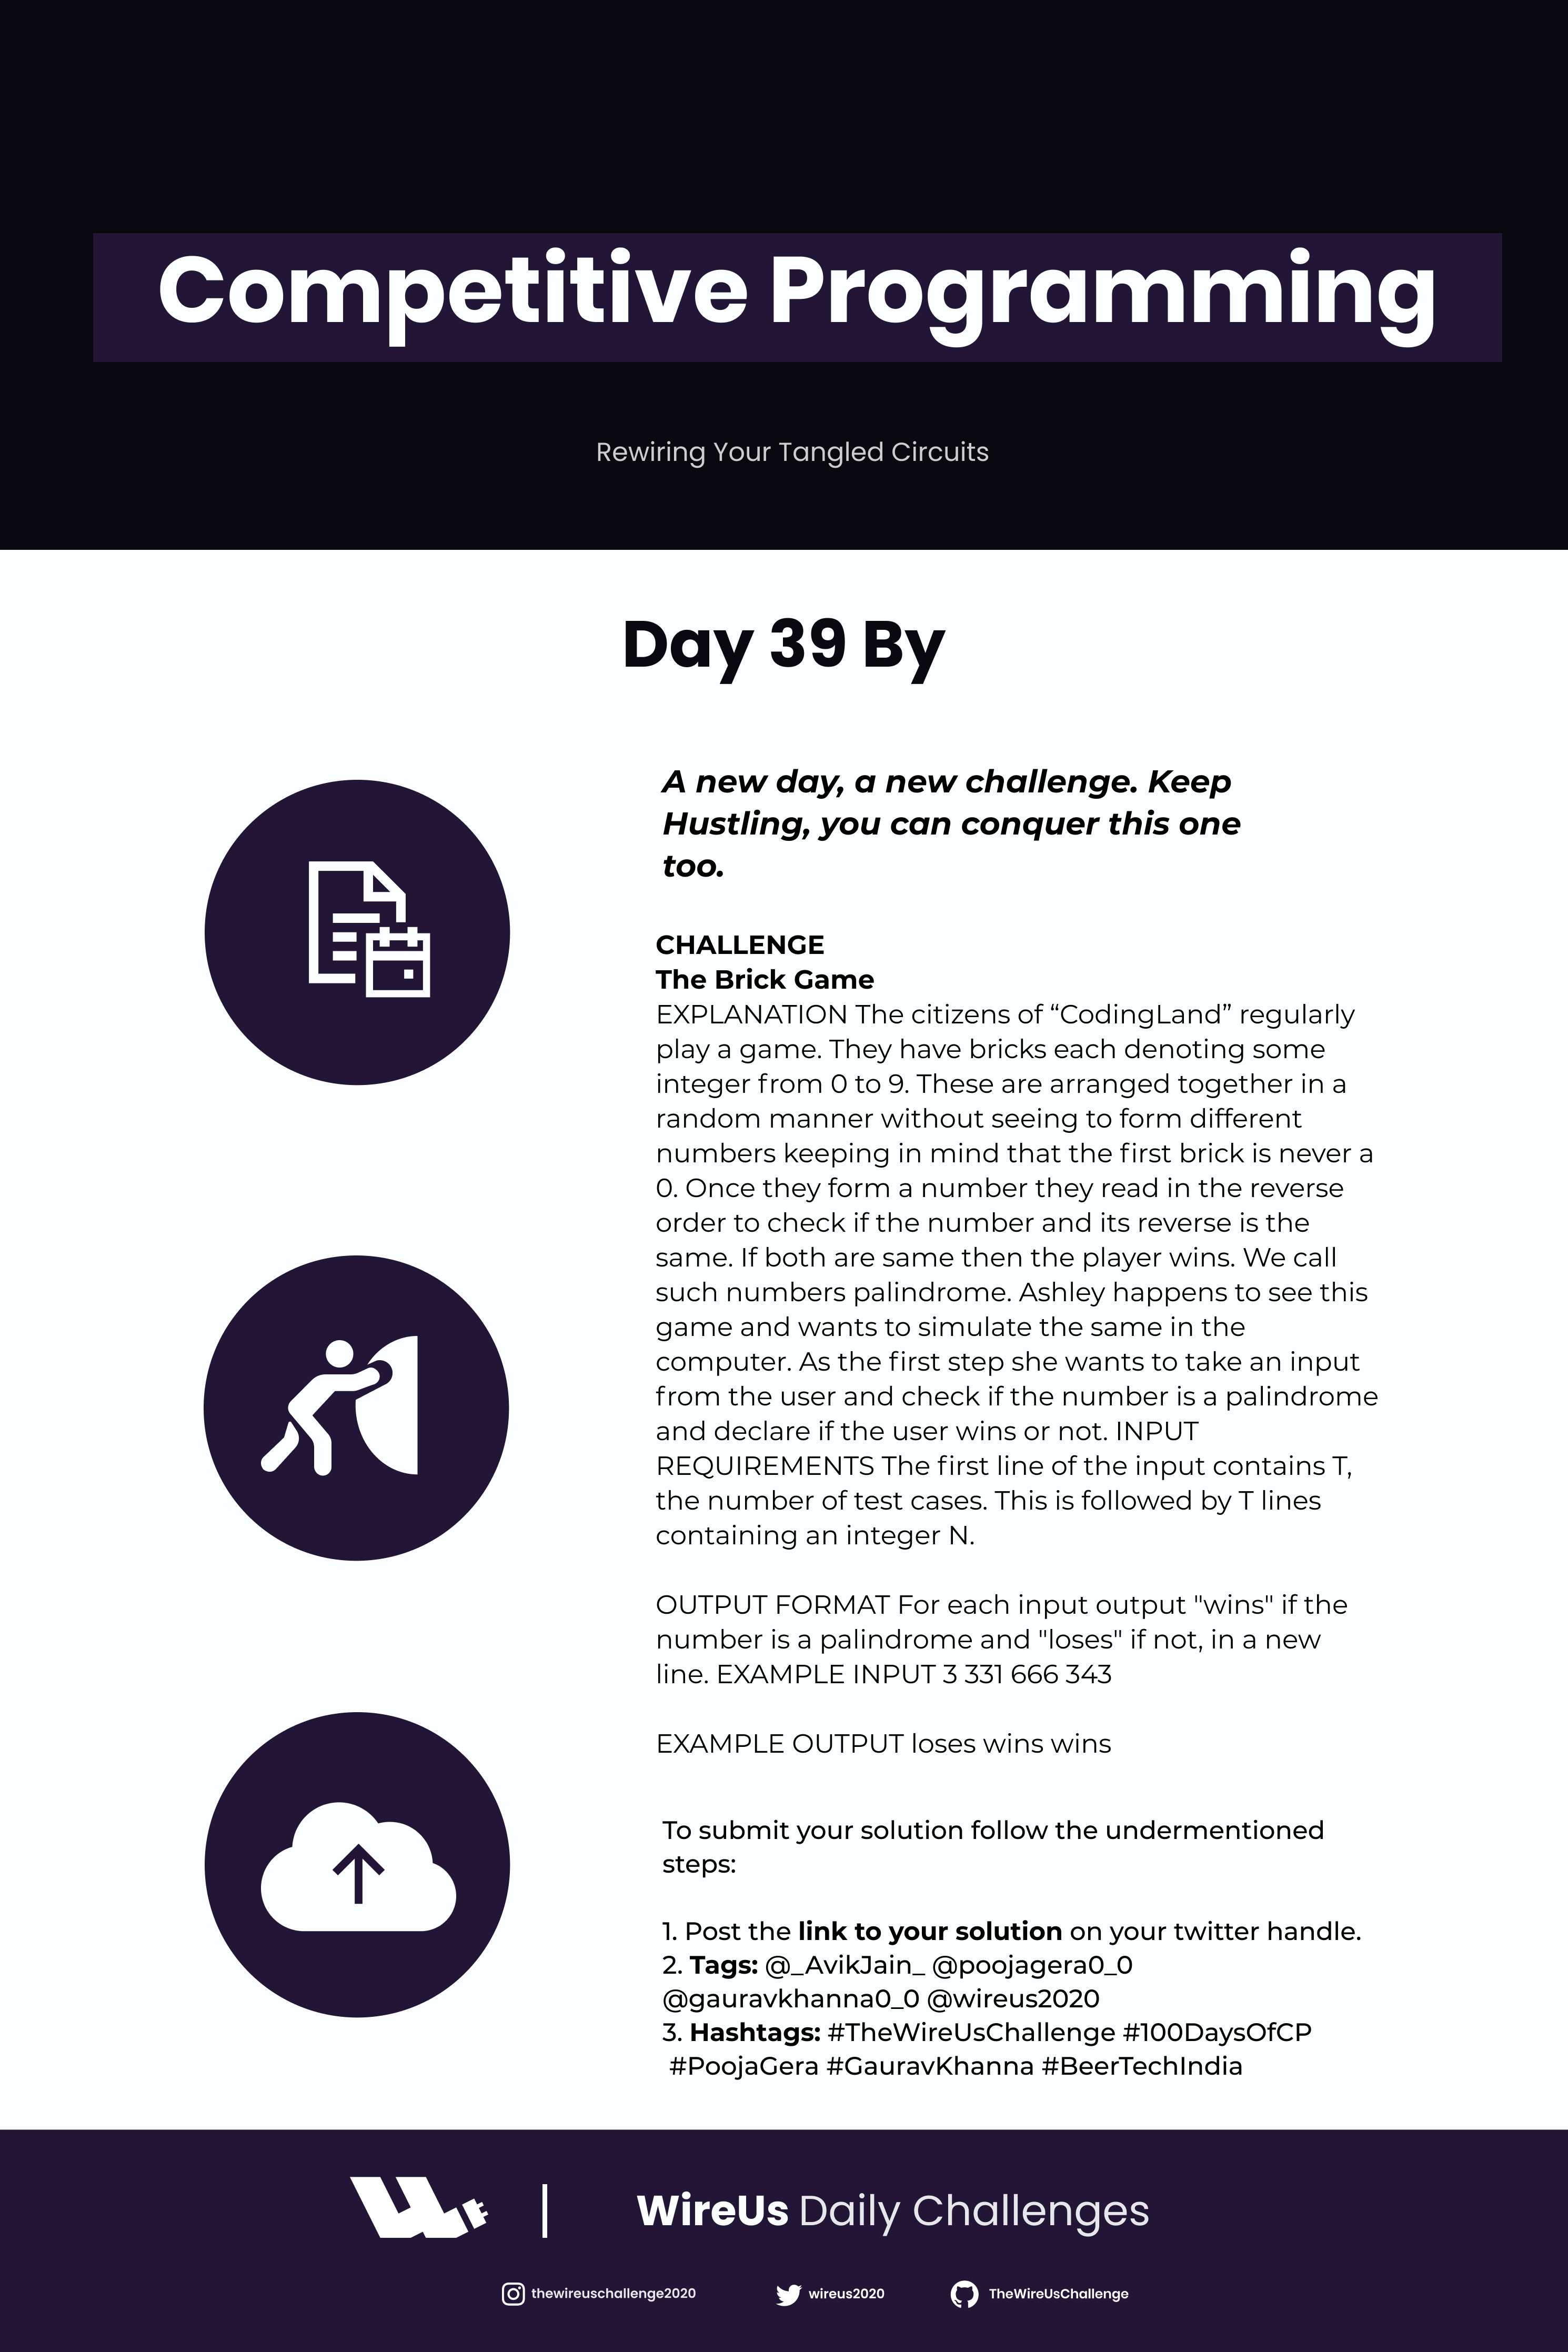 Competitive Programming
Rewiring Your Tangled Circuits
Day 39 By
A new day, a new challenge. Keep
Hustling, you can conquer this one
too.
CHALLENGE
The Brick Game
EXPLANATION The citizens of “CodingLand” regularly
play a game. They have bricks each denoting some
integer from 0 to 9. These are arranged together in a
random manner without seeing to form different
numbers keeping in mind that the first brick is never a
0. Once they form a number they read in the reverse
order to check if the number and its reverse is the
same. If both are same then the player wins. We call
such numbers palindrome. Ashley happens to see this
game and wants to simulate the same in the
computer. As the first step she wants to take an input
from the user and check if the number is a palindrome
and declare if the user wins or not. INPUT
REQUIREMENTS The first line of the input contains T,
the number of test cases. This is followed by T lines
containing an integer N.
OUTPUT FORMAT For each input output "wins" if the
number is a palindrome and "loses" if not, in a new
line. EXAMPLE INPUT 3 331 666 343
EXAMPLE OUTPUT loses wins wins
To submit your solution follow the undermentioned
steps:
1. Post the link to your solution on your twitter handle.
2. Tags: @_AvikJain_ @poojagera0_0
@gauravkhanna0_0 @wireus2020
3. Hashtags: #TheWireUsChallenge #100DaysOfCP
#PoojaGera #GauravKhanna #BeerTechIndia
WireUs Daily Challenges
thewireuschallenge2020 wireus2020 TheWireUsChallenge